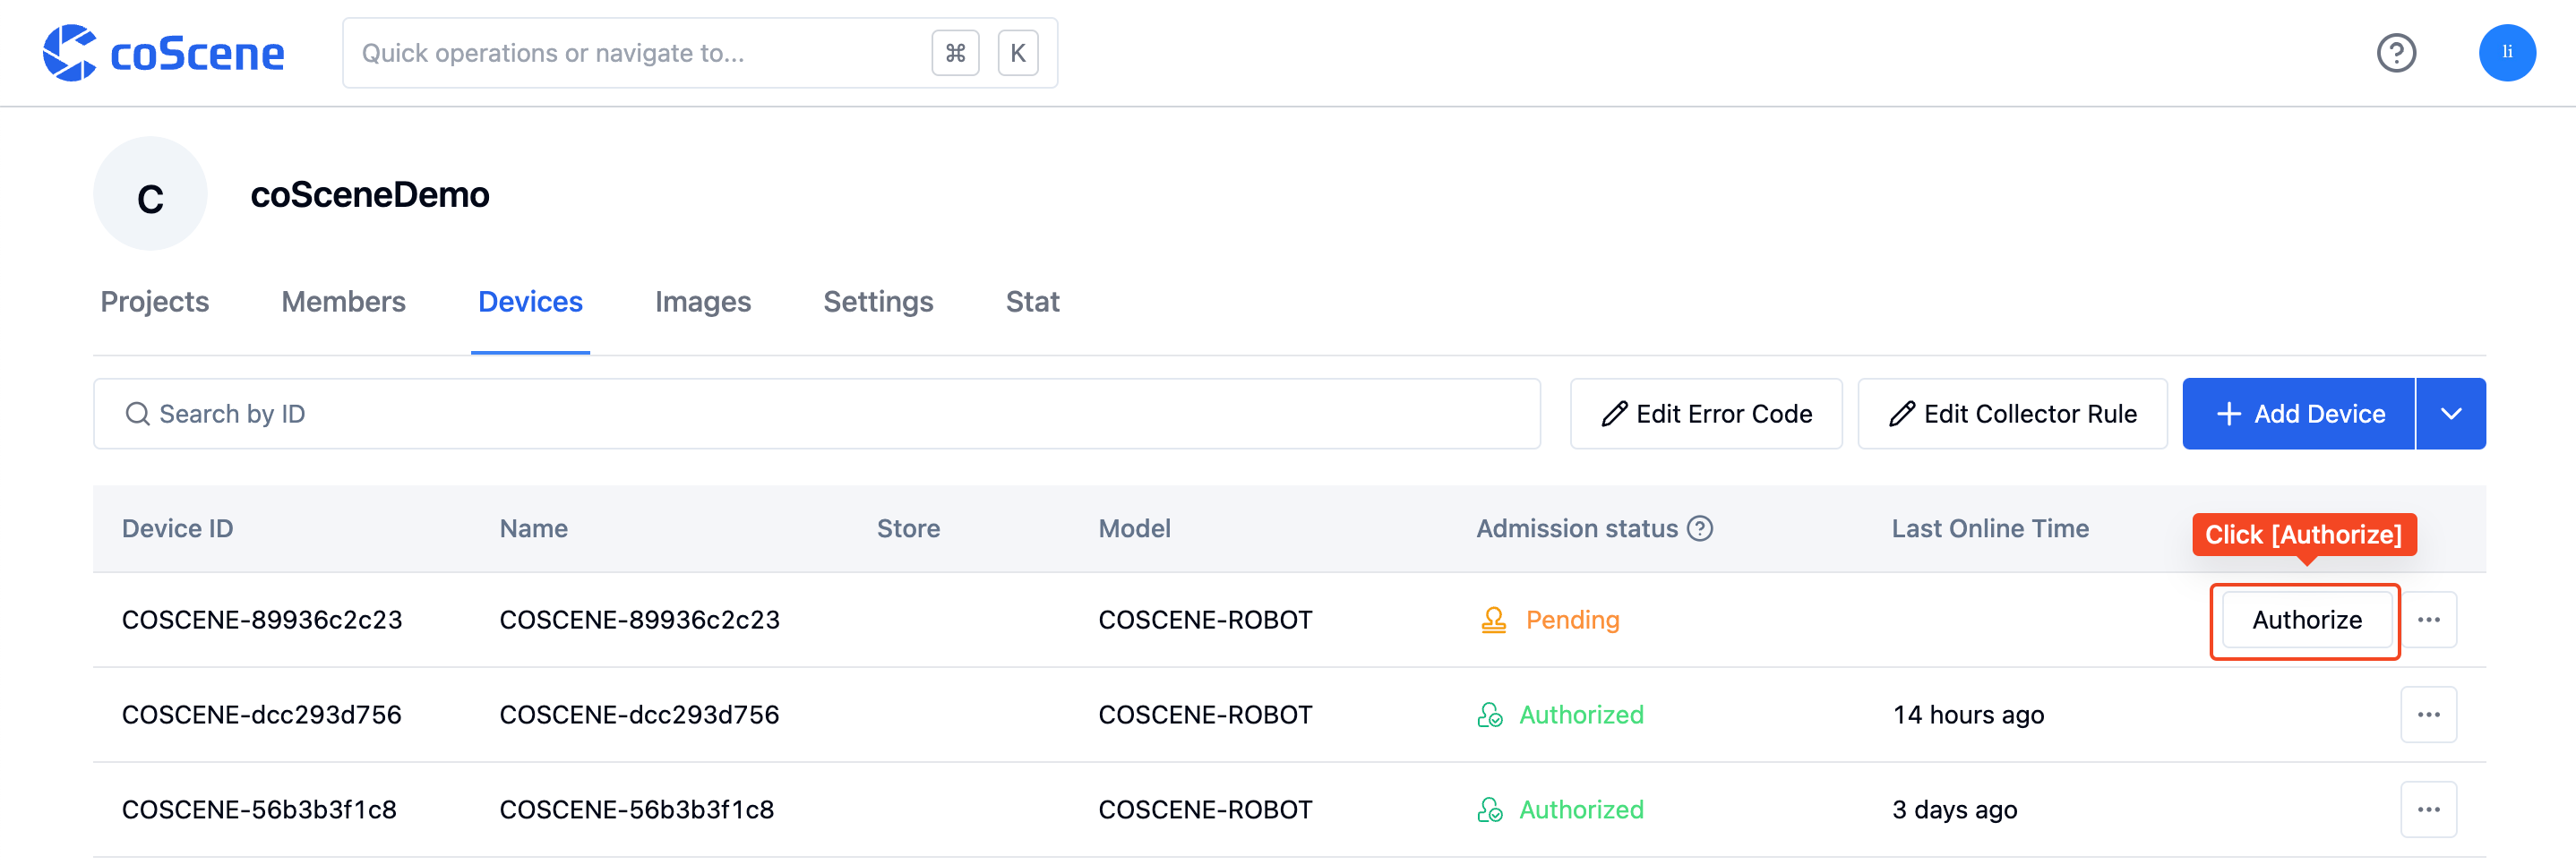 coScene Quick operations or navigate to... ⌘ K li
C coSceneDemo
Projects Members Devices Images Settings Stat
Search by ID Edit Error Code Edit Collector Rule + Add Device
Device ID Name Store Model Admission status ? Last Online Time
Click [Authorize]
COSCENE-89936c2c23 COSCENE-89936c2c23 COSCENE-ROBOT Pending Authorize ...
COSCENE-dcc293d756 COSCENE-dcc293d756 COSCENE-ROBOT Authorized 14 hours ago ...
COSCENE-56b3b3f1c8 COSCENE-56b3b3f1c8 COSCENE-ROBOT Authorized 3 days ago ...